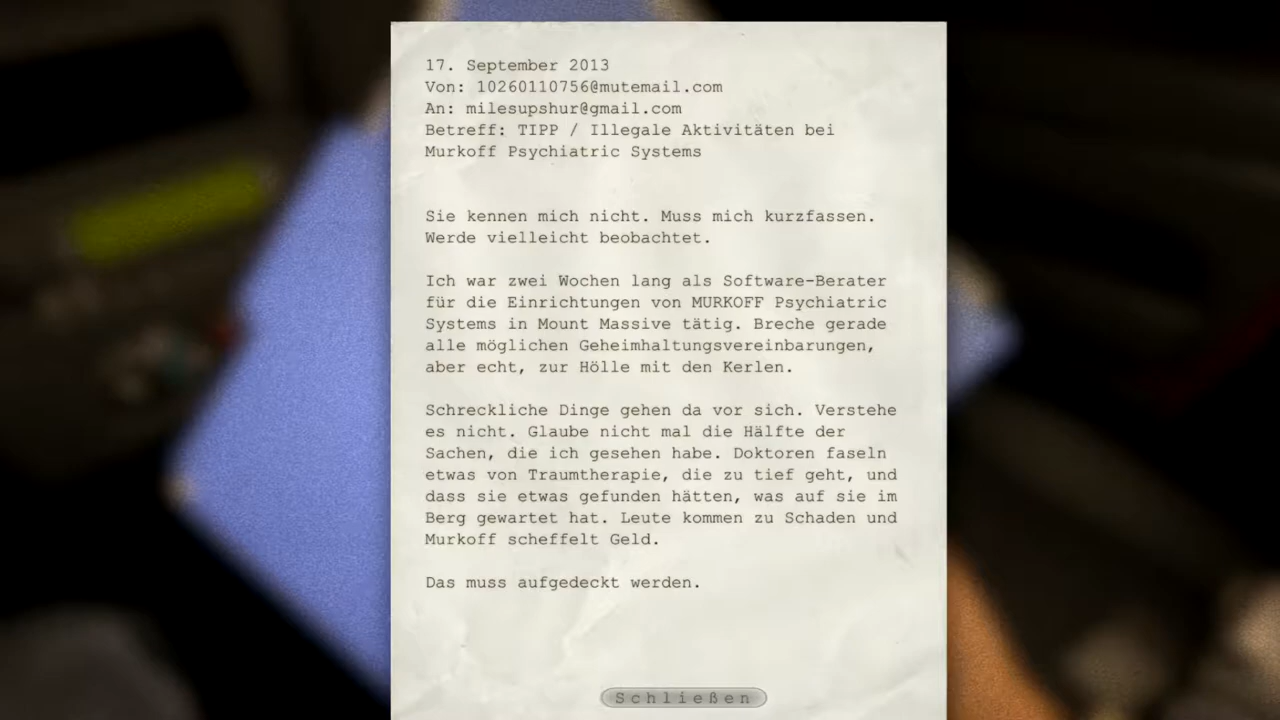 17. September 2013
Von: 10260110756@mutemail.com
An: milesupshur@gmail.com
Betreff: TIPP / Illegale Aktivitäten bei
Murkoff Psychiatric Systems
Sie kennen mich nicht. Muss mich kurzfassen.
Werde vielleicht beobachtet.
Ich war zwei Wochen lang als Software-Berater
für die Einrichtungen von MURKOFF Psychiatric
Systems in Mount Massive tätig. Breche gerade
alle möglichen Geheimhaltungsvereinbarungen,
aber echt, zur Hölle mit den Kerlen.
Schreckliche Dinge gehen da vor sich. Verstehe
es nicht. Glaube nicht mal die Hälfte der
Sachen, die ich gesehen habe. Doktoren faseln
etwas von Traumtherapie, die zu tief geht, und
dass sie etwas gefunden hätten, was auf sie im
Berg gewartet hat. Leute kommen zu Schaden und
Murkoff scheffelt Geld.
Das muss aufgedeckt werden.
Schließen